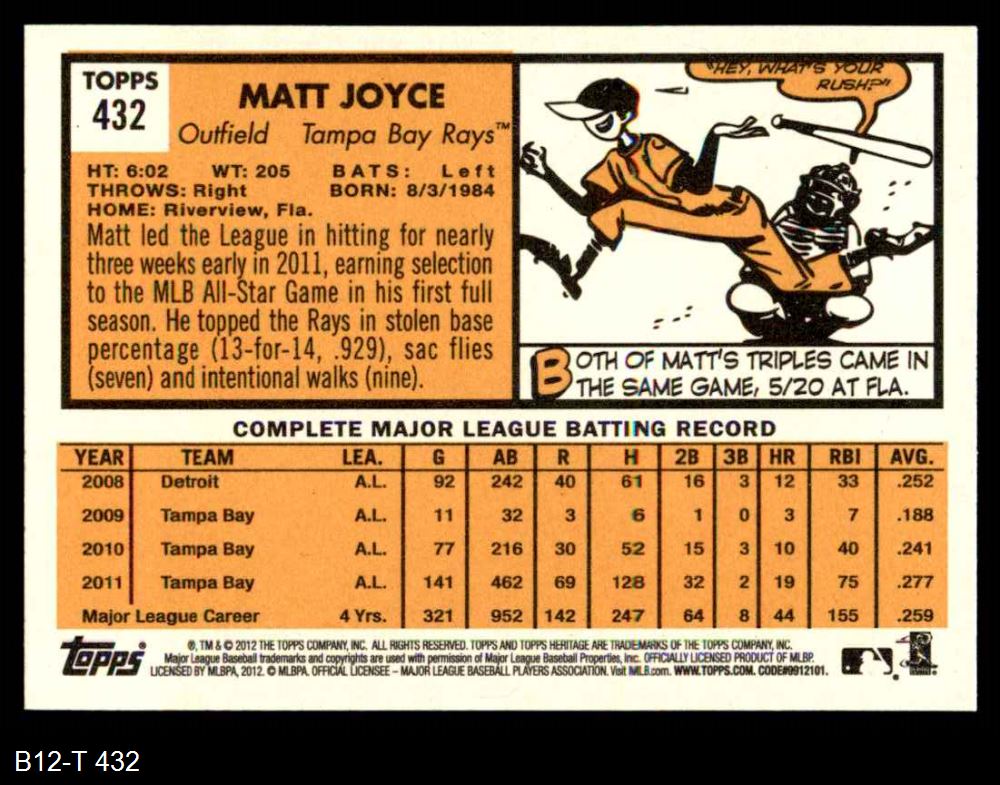 TOPPS
432
MATT JOYCE
Outfield Tampa Bay Rays™
HT: 6:02 WT: 205 BATS: Left
THROWS: Right BORN: 8/3/1984
HOME: Riverview, Fla.
Matt led the League in hitting for nearly
three weeks early in 2011, earning selection
to the MLB All-Star Game in his first full
season. He topped the Rays in stolen base
percentage (13-for-14, .929), sac flies
(seven) and intentional walks (nine).
"HEY, WHAT'S YOUR
RUSH?"
BOTH OF MATT'S TRIPLES CAME IN
THE SAME GAME, 5/20 AT FLA.
COMPLETE MAJOR LEAGUE BATTING RECORD
YEAR TEAM LEA. G AB R H 2B 3B HR RBI AVG.
2008 Detroit A.L. 92 242 40 61 16 3 12 33 .252
2009 Tampa Bay A.L. 11 32 3 6 1 0 3 7 .188
2010 Tampa Bay A.L. 77 216 30 52 15 3 10 40 .241
2011 Tampa Bay A.L. 141 462 69 128 32 2 19 75 .277
Major League Career 4 Yrs. 321 952 142 247 64 8 44 155 .259
TOPPS®
®, TM & © 2012 THE TOPPS COMPANY, INC. ALL RIGHTS RESERVED. TOPPS AND TOPPS HERITAGE ARE TRADEMARKS OF THE TOPPS COMPANY, INC.
Major League Baseball trademarks and copyrights are used with permission of Major League Baseball Properties, Inc. OFFICIALLY LICENSED PRODUCT OF MLBP.
LICENSED BY MLBPA, 2012. © MLBPA. OFFICIAL LICENSEE – MAJOR LEAGUE BASEBALL PLAYERS ASSOCIATION. Visit MLB.com. WWW.TOPPS.COM. CODE#9912101.
B12-T 432